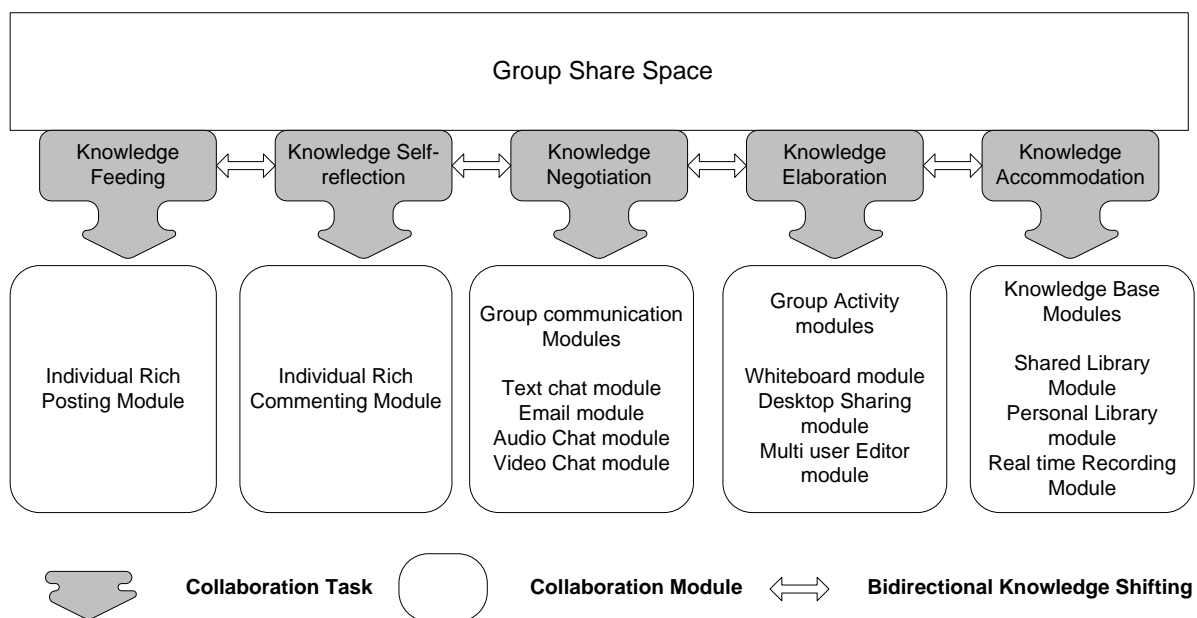 Group Share Space
Knowledge
Feeding
Knowledge Self-
reflection
Knowledge
Negotiation
Knowledge
Elaboration
Knowledge
Accommodation
Individual Rich
Posting Module
Individual Rich
Commenting Module
Group communication
Modules
Text chat module
Email module
Audio Chat module
Video Chat module
Group Activity
modules
Whiteboard module
Desktop Sharing
module
Multi user Editor
module
Knowledge Base
Modules
Shared Library
Module
Personal Library
module
Real time Recording
Module
Collaboration Task
Collaboration Module
Bidirectional Knowledge Shifting